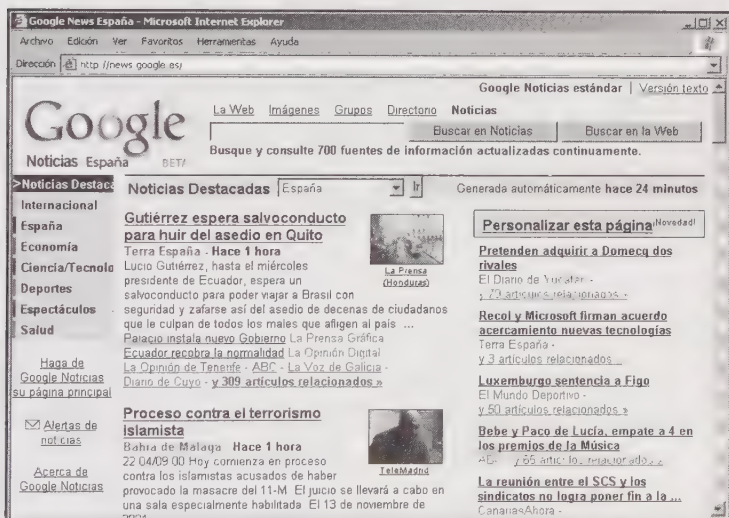 Google News España - Microsoft Internet Explorer
Archivo Edición Ver Favoritos Herramientas Ayuda
Dirección http://news.google.es/
Google Noticias estándar | Versión texto
Google
Noticias España BETA
La Web Imágenes Grupos Directorio Noticias
Buscar en Noticias Buscar en la Web
Busque y consulte 700 fuentes de información actualizadas continuamente.
>Noticias Destaca
Internacional
España
Economía
Ciencia/Tecnolo
Deportes
Espectáculos
Salud
Haga de
Google Noticias
su página principal
Alertas de
noticias
Acerca de
Google Noticias
Noticias Destacadas España Ir
Generada automáticamente hace 24 minutos
Gutiérrez espera salvoconducto
para huir del asedio en Quito
Terra España - Hace 1 hora
Lucio Gutiérrez, hasta el miércoles
presidente de Ecuador, espera un
salvoconducto para poder viajar a Brasil con
seguridad y zafarse así del asedio de decenas de ciudadanos
que le culpan de todos los males que afligen al país ...
Palacio instala nuevo Gobierno La Prensa Gráfica
Ecuador recobra la normalidad La Opinión Digital
La Opinión de Tenerife - ABC - La Voz de Galicia -
Diario de Cuyo - y 309 artículos relacionados »
La Prensa
(Honduras)
Proceso contra el terrorismo
islamista
Bahía de Málaga Hace 1 hora
22 04/09 00 Hoy comienza en proceso
contra los islamistas acusados de haber
provocado la masacre del 11-M El juicio se llevará a cabo en
una sala especialmente habilitada El 13 de noviembre de
TeleMadrid
Personalizar esta página ¡Novedad!
Pretenden adquirir a Domecq dos
rivales
El Diario de Yucatán -
y 79 artículos relacionados »
Recol y Microsoft firman acuerdo
acercamiento nuevas tecnologías
Terra España -
y 3 artículos relacionados
Luxemburgo sentencia a Figo
El Mundo Deportivo -
y 50 artículos relacionados »
Bebe y Paco de Lucía, empate a 4 en
los premios de la Música
y 65 artículos relacionados »
La reunión entre el SCS y los
sindicatos no logra poner fin a la ...
CanariasAhora -